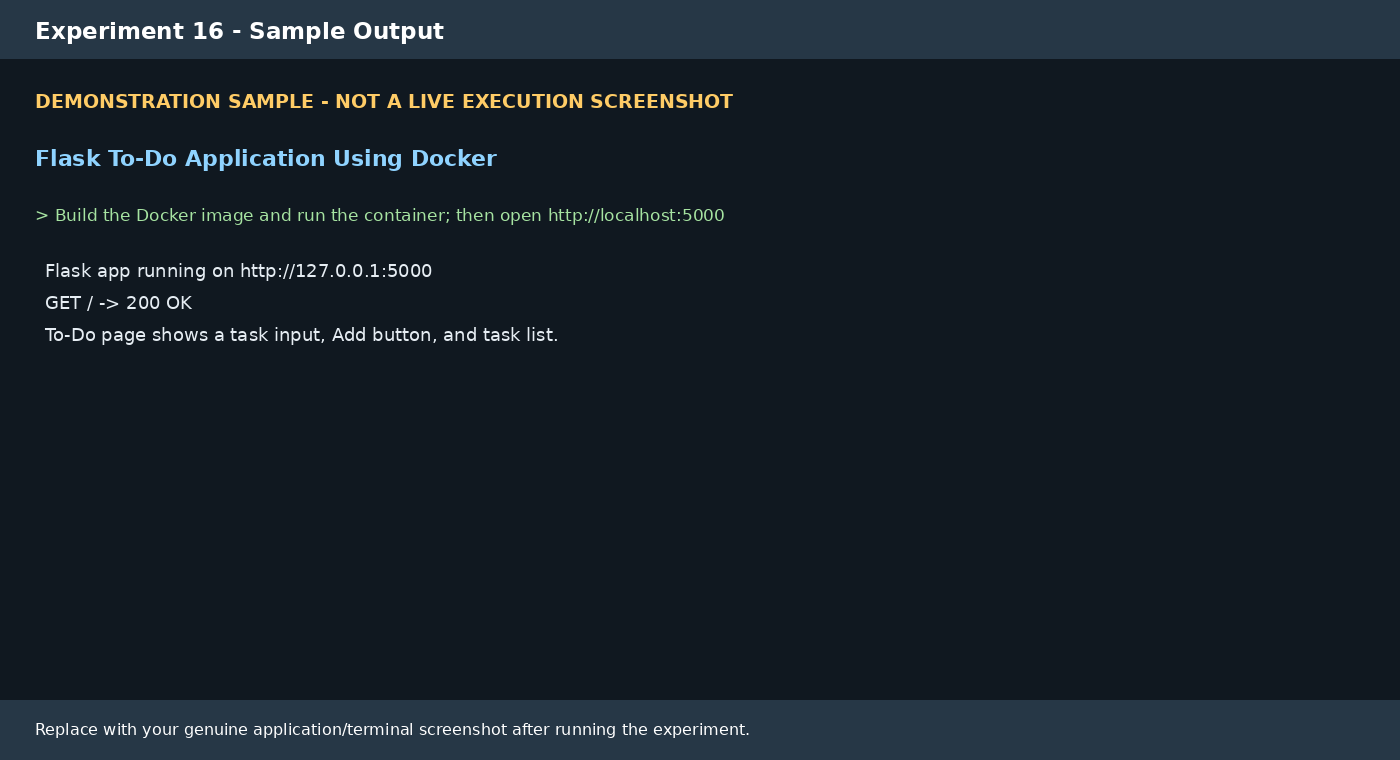 Experiment 16 - Sample Output
DEMONSTRATION SAMPLE - NOT A LIVE EXECUTION SCREENSHOT
Flask To-Do Application Using Docker
> Build the Docker image and run the container; then open http://localhost:5000
Flask app running on http://127.0.0.1:5000
GET / -> 200 OK
To-Do page shows a task input, Add button, and task list.
Replace with your genuine application/terminal screenshot after running the experiment.